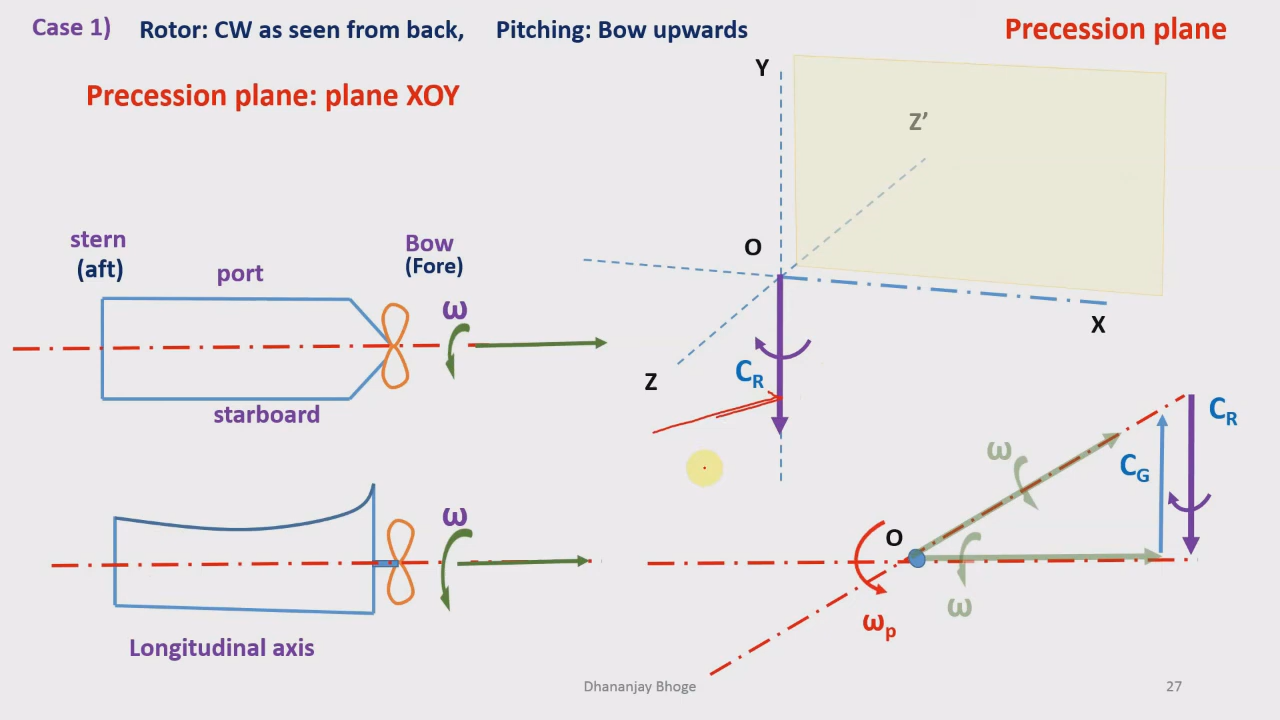 Case 1) Rotor: CW as seen from back, Pitching: Bow upwards
Precession plane
Precession plane: plane XOY
Y
Z’
O
X
Z
C_R
stern
(aft)
port
Bow
(Fore)
ω
starboard
ω
Longitudinal axis
C_R
ω
C_G
O
ω
ω_p
Dhananjay Bhoge
27